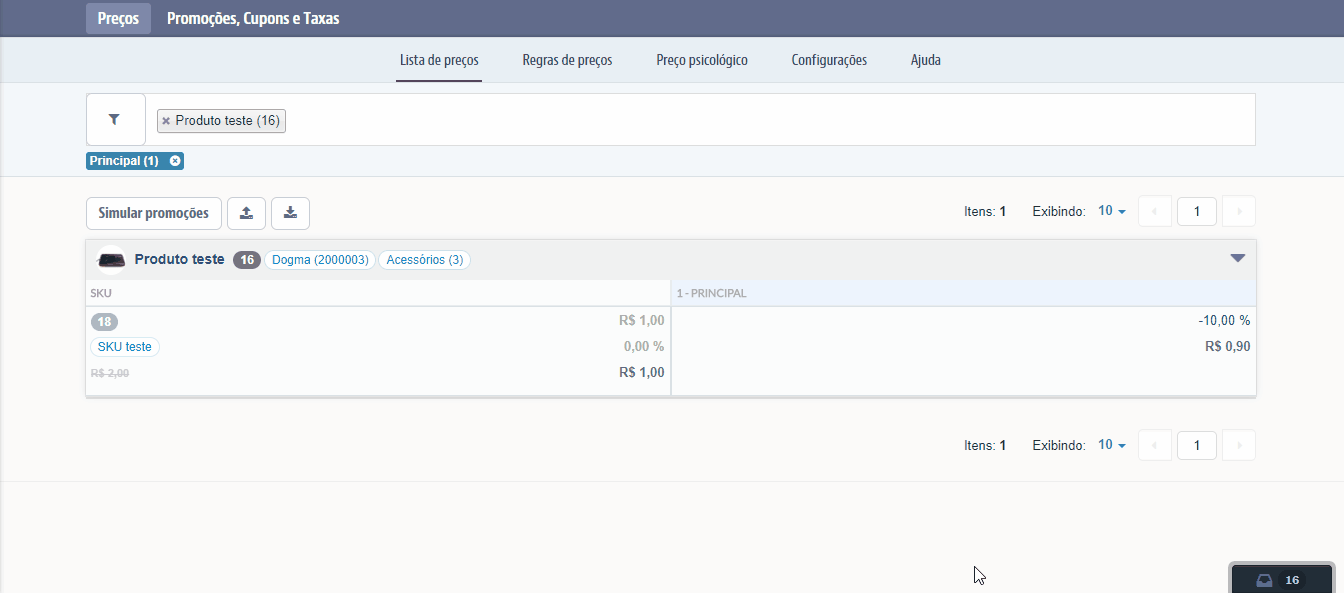 Preços Promoções, Cupons e Taxas
Lista de preços Regras de preços Preço psicológico Configurações Ajuda
× Produto teste (16)
Principal (1)
Simular promoções Itens: 1 Exibindo: 10 1
Produto teste 16 Dogma (2000003) Acessórios (3)
SKU 1 - PRINCIPAL
18 R$ 1,00 -10,00 %
SKU teste 0,00 % R$ 0,90
R$ 2,00 R$ 1,00
Itens: 1 Exibindo: 10 1
16